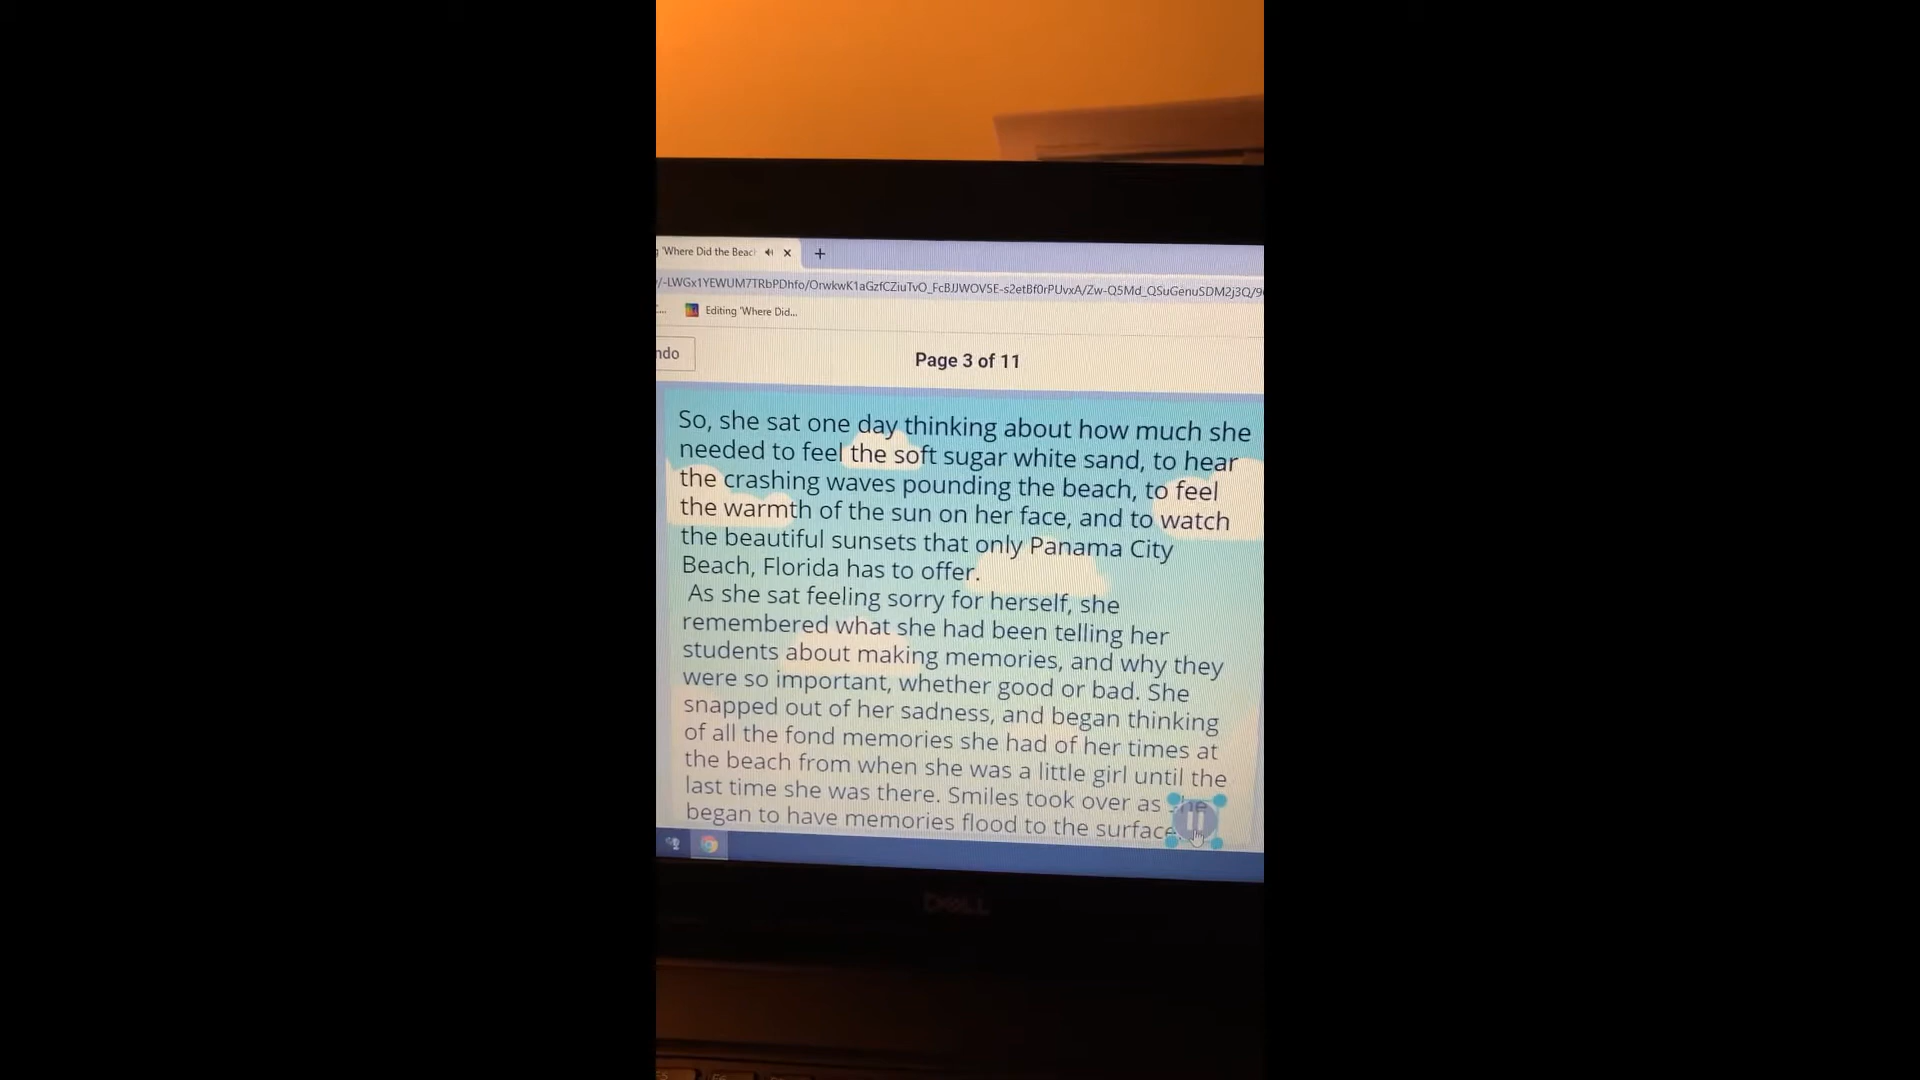 'Where Did the Beac
/-LWGx1YEWUM7TRbPDhfo/OrwkwK1aGzfCZiuTvO_FcBJJWOV5E-s2etBf0rPUvxA/Zw-Q5Md_QSuGenuSDM2j3Q/9
Editing 'Where Did...
ndo
Page 3 of 11
So, she sat one day thinking about how much she
needed to feel the soft sugar white sand, to hear
the crashing waves pounding the beach, to feel
the warmth of the sun on her face, and to watch
the beautiful sunsets that only Panama City
Beach, Florida has to offer.
As she sat feeling sorry for herself, she
remembered what she had been telling her
students about making memories, and why they
were so important, whether good or bad. She
snapped out of her sadness, and began thinking
of all the fond memories she had of her times at
the beach from when she was a little girl until the
last time she was there. Smiles took over as she
began to have memories flood to the surface
DELL